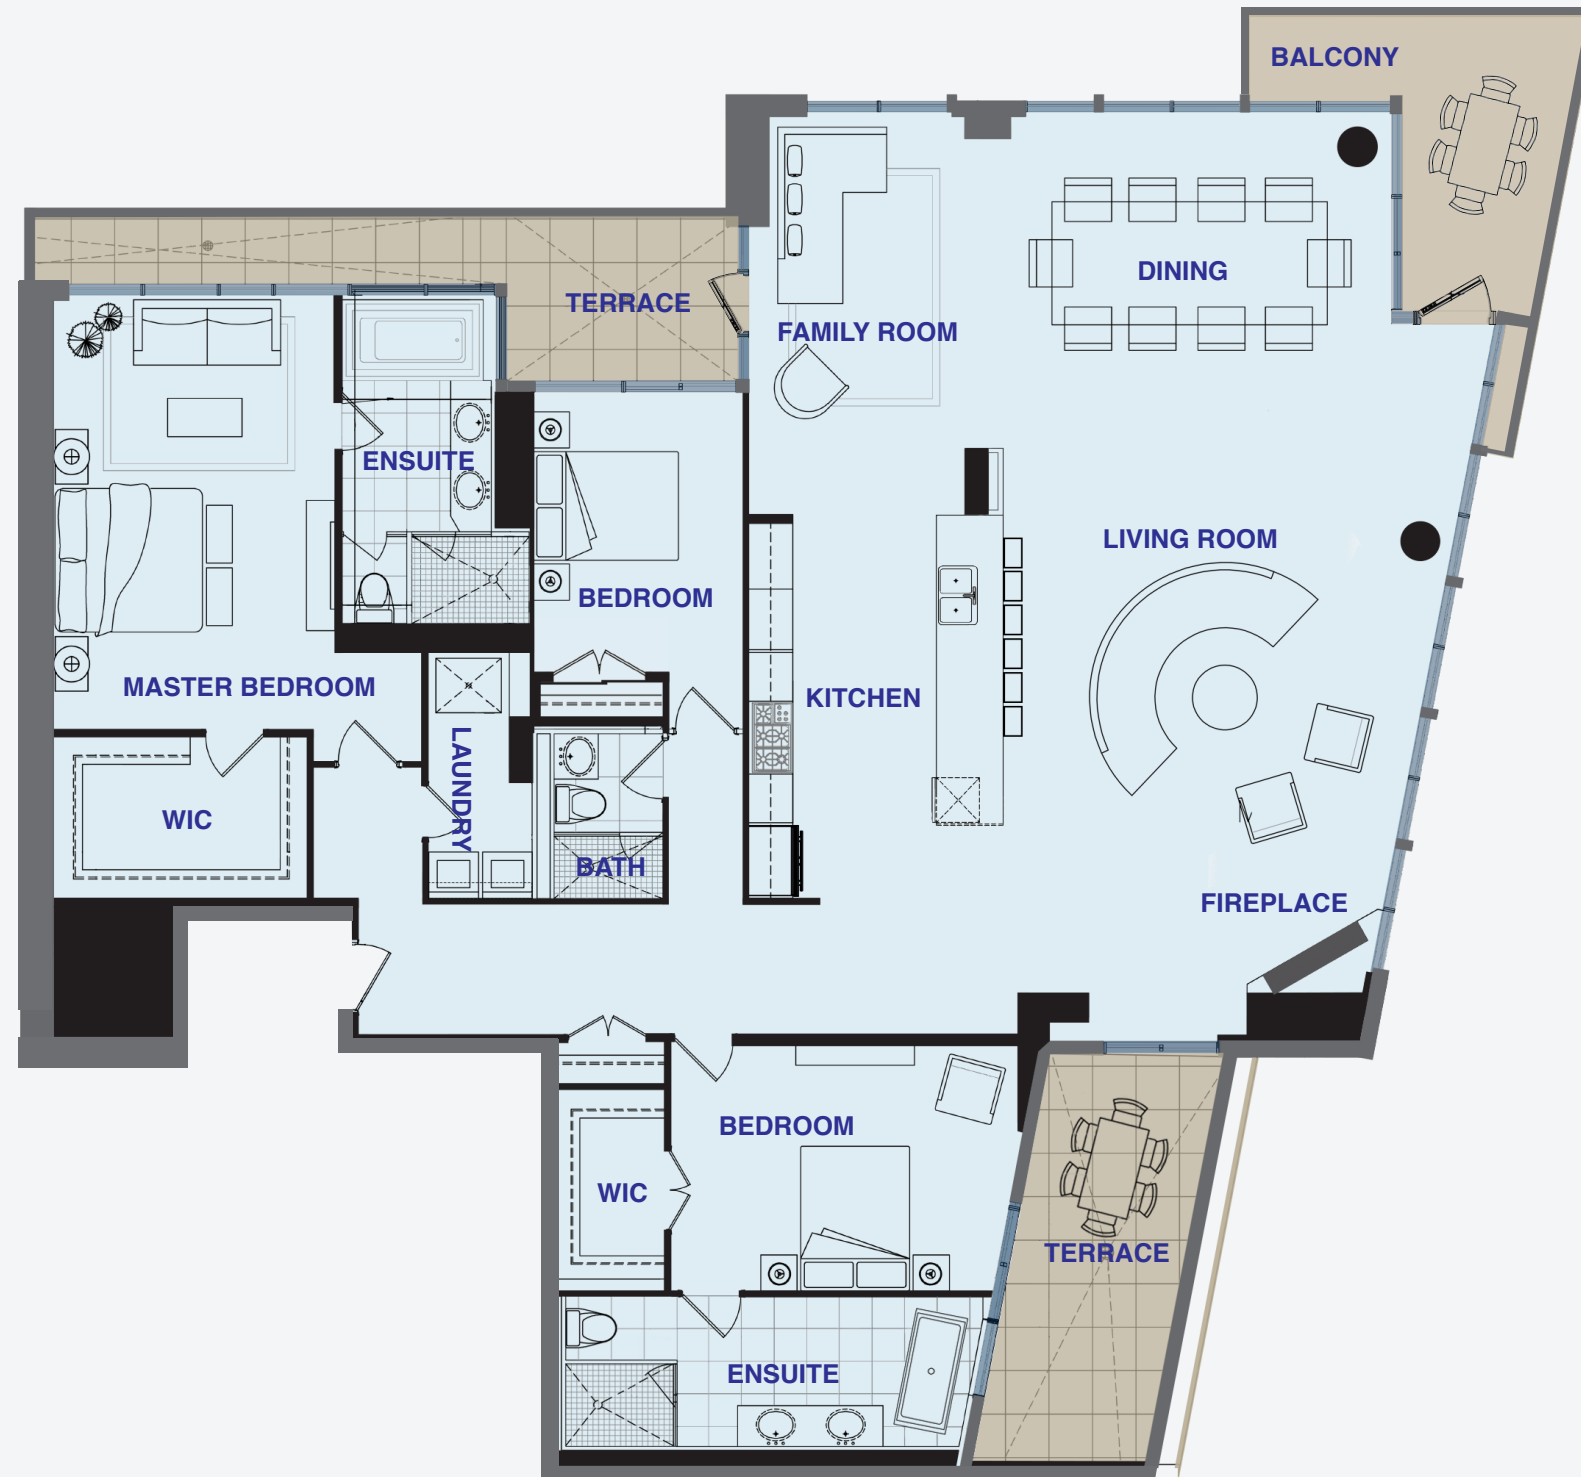 BALCONY
DINING
TERRACE
FAMILY ROOM
ENSUITE
LIVING ROOM
BEDROOM
MASTER BEDROOM
KITCHEN
LAUNDRY
WIC
BATH
FIREPLACE
BEDROOM
WIC
TERRACE
ENSUITE